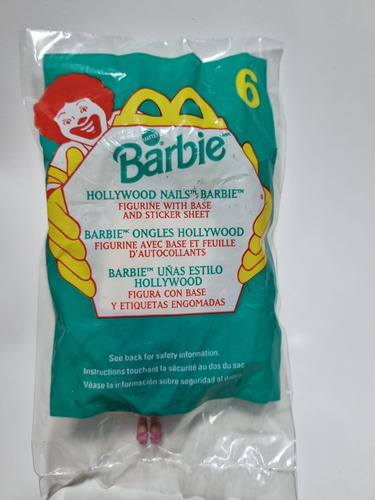 6
MATTEL
Barbie™
HOLLYWOOD NAILS™ BARBIE™
FIGURINE WITH BASE
AND STICKER SHEET
BARBIE™ ONGLES HOLLYWOOD
FIGURINE AVEC BASE ET FEUILLE
D'AUTOCOLLANTS
BARBIE™ UÑAS ESTILO
HOLLYWOOD
FIGURA CON BASE
Y ETIQUETAS ENGOMADAS
See back for safety information.
Instructions touchant la sécurité au dos du sac
Véase la información sobre seguridad al